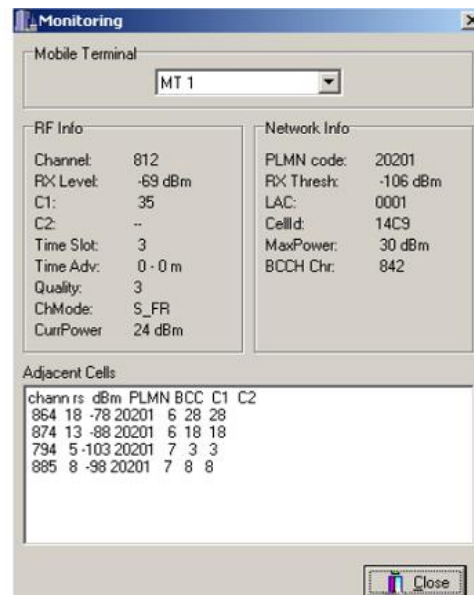 Monitoring
Mobile Terminal
MT 1
RF Info
Channel: 812
RX Level: -69 dBm
C1: 35
C2: --
Time Slot: 3
Time Adv: 0 - 0 m
Quality: 3
ChMode: S_FR
CurrPower 24 dBm
Network Info
PLMN code: 20201
RX Thresh: -106 dBm
LAC: 0001
CellId: 14C9
MaxPower: 30 dBm
BCCH Chr: 842
Adjacent Cells
chann rs dBm PLMN BCC C1 C2
864 18 -78 20201 6 28 28
874 13 -88 20201 6 18 18
794 5 -103 20201 7 3 3
885 8 -98 20201 7 8 8
Close